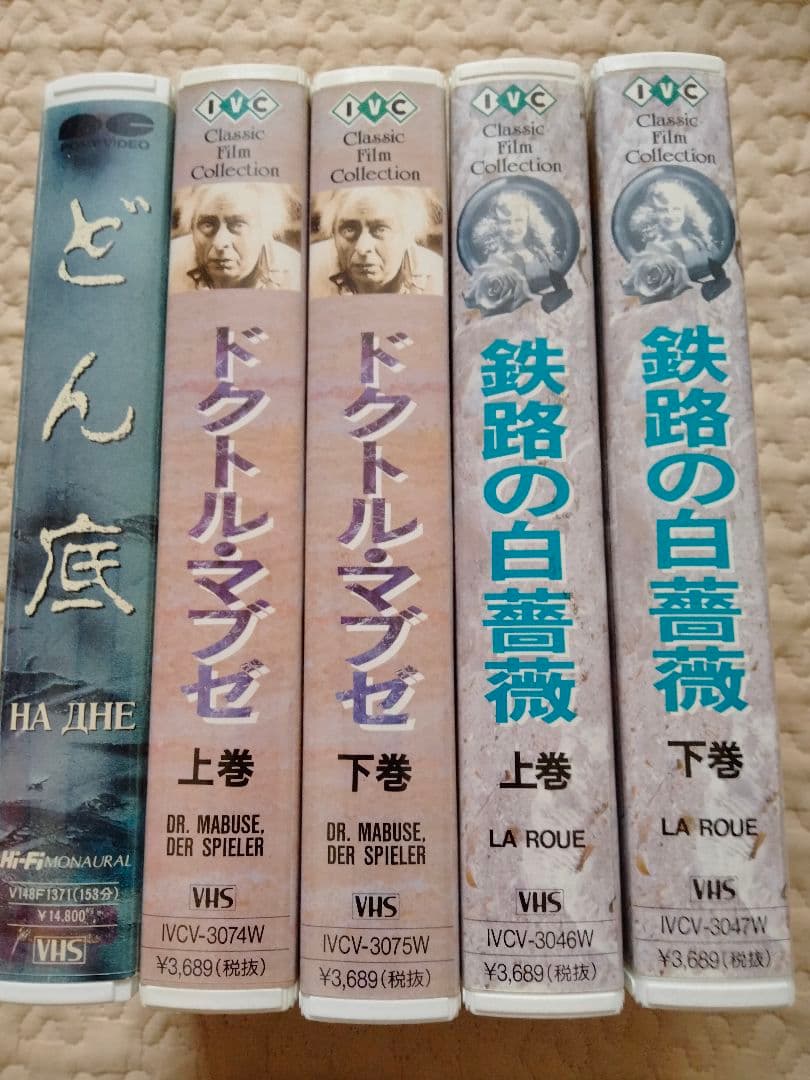 PONY VIDEO
どん底
НА ДНЕ
Hi-Fi MONAURAL
V148F1371(153分)
¥14,800
VHS
IVC
Classic
Film
Collection
ドクトル・マブゼ
上巻
DR. MABUSE,
DER SPIELER
VHS
IVCV-3074W
¥3,689(税抜)
IVC
Classic
Film
Collection
ドクトル・マブゼ
下巻
DR. MABUSE,
DER SPIELER
VHS
IVCV-3075W
¥3,689(税抜)
IVC
Classic
Film
Collection
鉄路の白薔薇
上巻
LA ROUE
VHS
IVCV-3046W
¥3,689(税抜)
IVC
Classic
Film
Collection
鉄路の白薔薇
下巻
LA ROUE
VHS
IVCV-3047W
¥3,689(税抜)